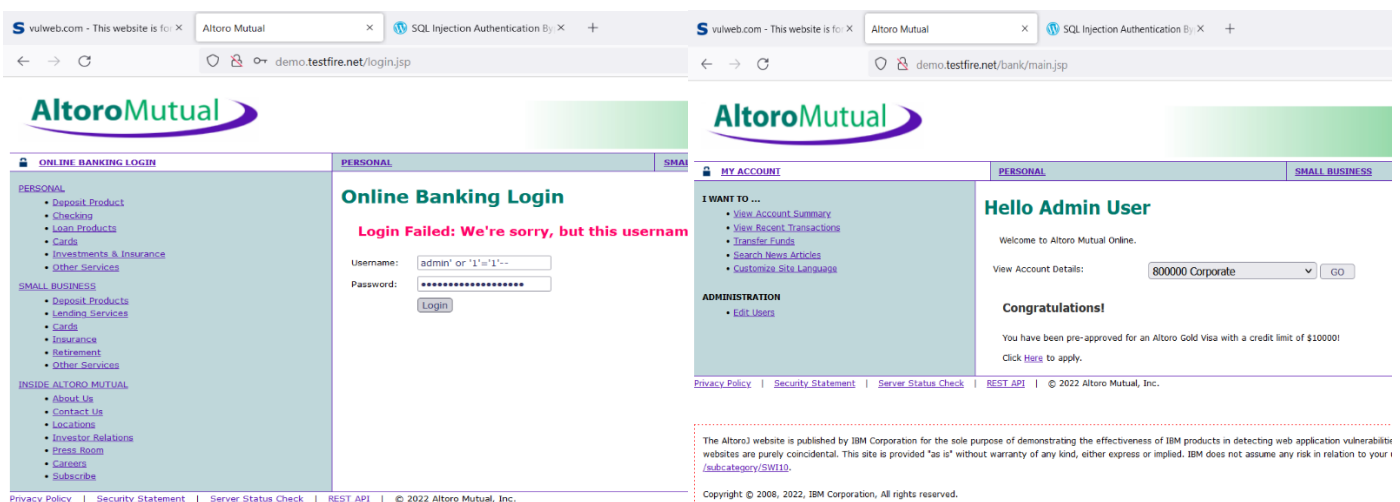 vulweb.com - This website is for
Altoro Mutual
SQL Injection Authentication By
demo.testfire.net/login.jsp
AltoroMutual
ONLINE BANKING LOGIN
PERSONAL
SMAL
PERSONAL
Deposit Product
Checking
Loan Products
Cards
Investments & Insurance
Other Services
SMALL BUSINESS
Deposit Products
Lending Services
Cards
Insurance
Retirement
Other Services
INSIDE ALTORO MUTUAL
About Us
Contact Us
Locations
Investor Relations
Press Room
Careers
Subscribe
Online Banking Login
Login Failed: We're sorry, but this usernam
Username: admin' or '1'='1'--
Password: •••••••••••••••••••
Login
Privacy Policy | Security Statement | Server Status Check | REST API | © 2022 Altoro Mutual, Inc.
vulweb.com - This website is for
Altoro Mutual
SQL Injection Authentication By
demo.testfire.net/bank/main.jsp
AltoroMutual
MY ACCOUNT
PERSONAL
SMALL BUSINESS
I WANT TO ...
View Account Summary
View Recent Transactions
Transfer Funds
Search News Articles
Customize Site Language
ADMINISTRATION
Edit Users
Hello Admin User
Welcome to Altoro Mutual Online.
View Account Details: 800000 Corporate GO
Congratulations!
You have been pre-approved for an Altoro Gold Visa with a credit limit of $10000!
Click Here to apply.
Privacy Policy | Security Statement | Server Status Check | REST API | © 2022 Altoro Mutual, Inc.
The AltoroJ website is published by IBM Corporation for the sole purpose of demonstrating the effectiveness of IBM products in detecting web application vulnerabilitie
websites are purely coincidental. This site is provided "as is" without warranty of any kind, either express or implied. IBM does not assume any risk in relation to your
/subcategory/SWI10.
Copyright © 2008, 2022, IBM Corporation, All rights reserved.